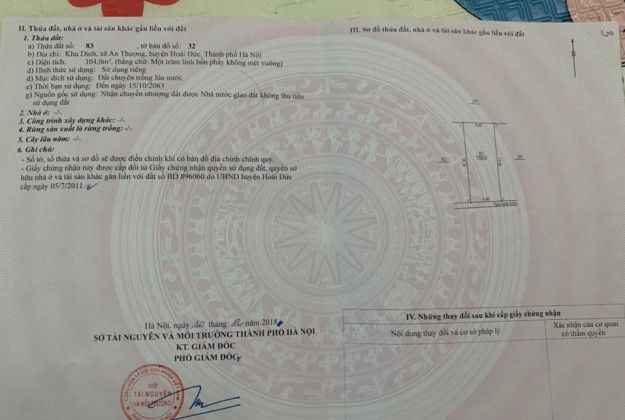 II. Thửa đất, nhà ở và tài sản khác gắn liền với đất
1. Thửa đất:
a) Thửa đất số: 83 , tờ bản đồ số: 32
b) Địa chỉ: Khu Dinh, xã An Thượng, huyện Hoài Đức, Thành phố Hà Nội
c) Diện tích: 104,0m², (bằng chữ: Một trăm linh bốn phẩy không mét vuông)
d) Hình thức sử dụng: Sử dụng riêng
đ) Mục đích sử dụng: Đất chuyên trồng lúa nước
e) Thời hạn sử dụng: Đến ngày 15/10/2063
g) Nguồn gốc sử dụng: Nhận chuyển nhượng đất được Nhà nước giao đất không thu tiền
sử dụng đất
2. Nhà ở: -/-.
3. Công trình xây dựng khác: -/-.
4. Rừng sản xuất là rừng trồng: -/-.
5. Cây lâu năm: -/-.
6. Ghi chú:
- Số tờ, số thửa và sơ đồ sẽ được điều chỉnh khi có bản đồ địa chính chính quy.
- Giấy chứng nhận này được cấp đổi từ Giấy chứng nhận quyền sử dụng đất, quyền sở
hữu nhà ở và tài sản khác gắn liền với đất số BD 896060 do UBND huyện Hoài Đức
cấp ngày 05/7/2011.
Hà Nội, ngày tháng năm 2018
SỞ TÀI NGUYÊN VÀ MÔI TRƯỜNG THÀNH PHỐ HÀ NỘI
KT. GIÁM ĐỐC
PHÓ GIÁM ĐỐC
SỞ
TÀI NGUYÊN
VÀ MÔI TRƯỜNG
III. Sơ đồ thửa đất, nhà ở và tài sản khác gắn liền với đất
IV. Những thay đổi sau khi cấp giấy chứng nhận
Nội dung thay đổi và cơ sở pháp lý
Xác nhận của cơ quan
có thẩm quyền